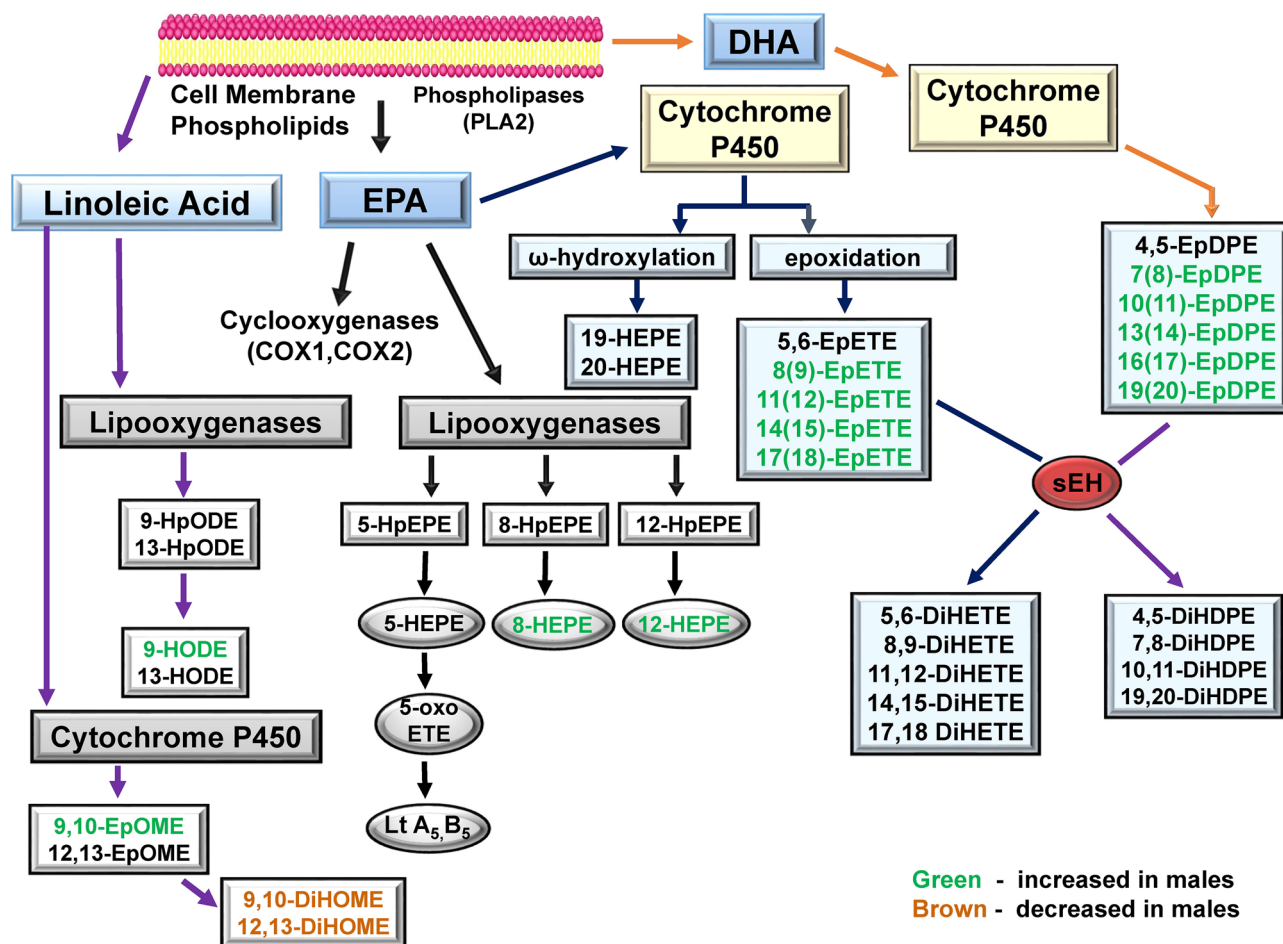 DHA
Cell Membrane
Phospholipids
Phospholipases
(PLA2)
Cytochrome
P450
Cytochrome
P450
Linoleic Acid
EPA
ω-hydroxylation
epoxidation
4,5-EpDPE
7(8)-EpDPE
10(11)-EpDPE
13(14)-EpDPE
16(17)-EpDPE
19(20)-EpDPE
Cyclooxygenases
(COX1,COX2)
19-HEPE
20-HEPE
5,6-EpETE
8(9)-EpETE
11(12)-EpETE
14(15)-EpETE
17(18)-EpETE
Lipooxygenases
Lipooxygenases
sEH
9-HpODE
13-HpODE
5-HpEPE
8-HpEPE
12-HpEPE
5-HEPE
8-HEPE
12-HEPE
9-HODE
13-HODE
5,6-DiHETE
8,9-DiHETE
11,12-DiHETE
14,15-DiHETE
17,18 DiHETE
4,5-DiHDPE
7,8-DiHDPE
10,11-DiHDPE
19,20-DiHDPE
5-oxo
ETE
Cytochrome P450
Lt A5,B5
9,10-EpOME
12,13-EpOME
9,10-DiHOME
12,13-DiHOME
Green - increased in males
Brown - decreased in males